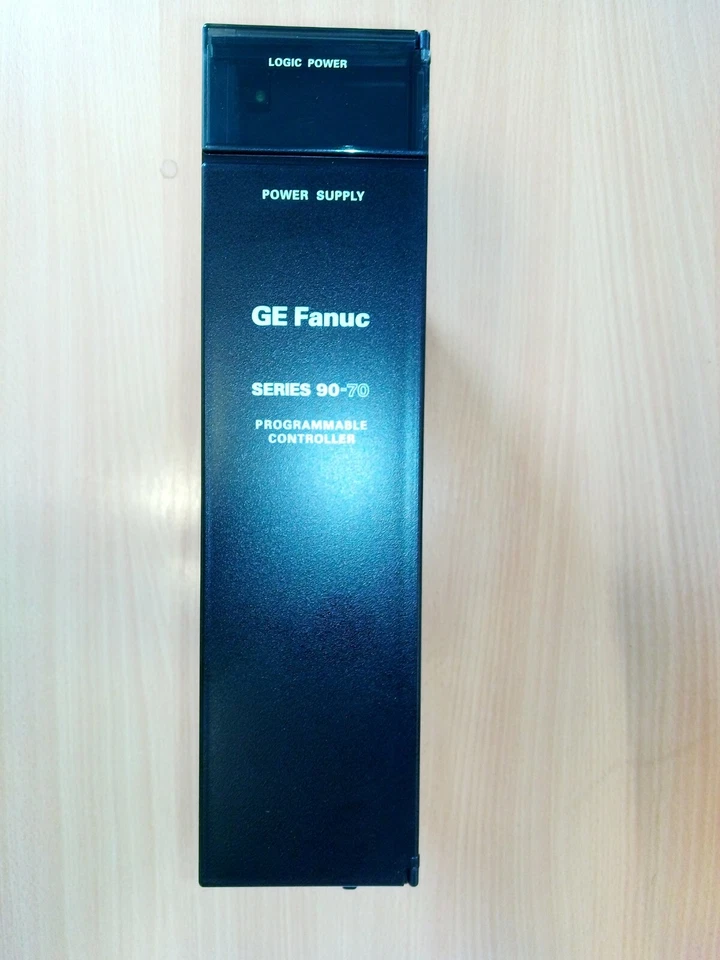 LOGIC POWER
POWER SUPPLY
GE Fanuc
SERIES 90-70
PROGRAMMABLE
CONTROLLER